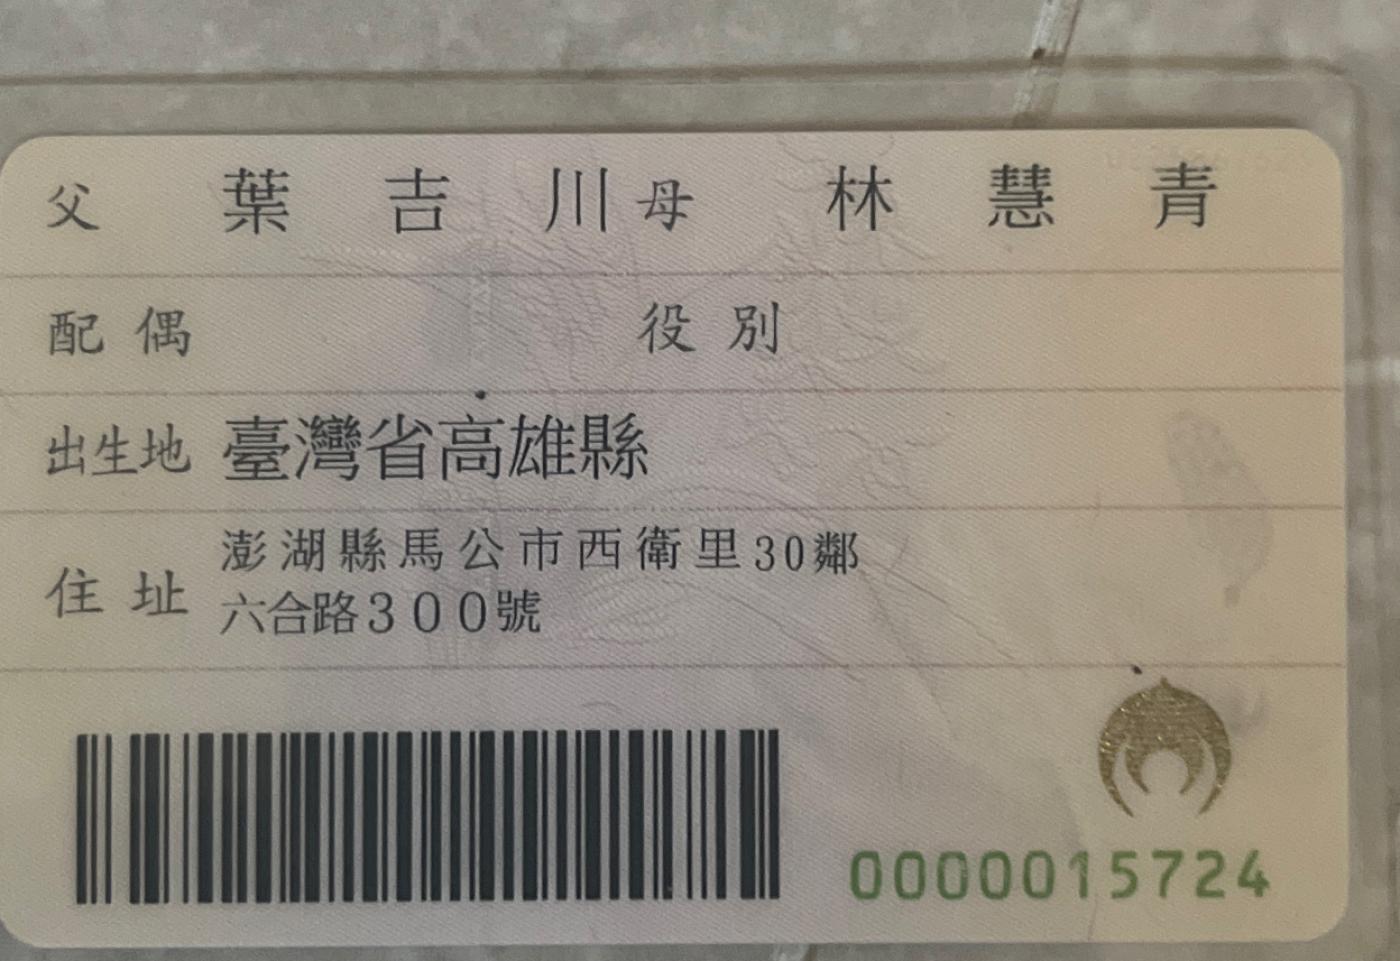 父 葉吉川 母 林慧青
配偶 役別
出生地 臺灣省高雄縣
住址 澎湖縣馬公市西衛里30鄰
六合路300號
0000015724